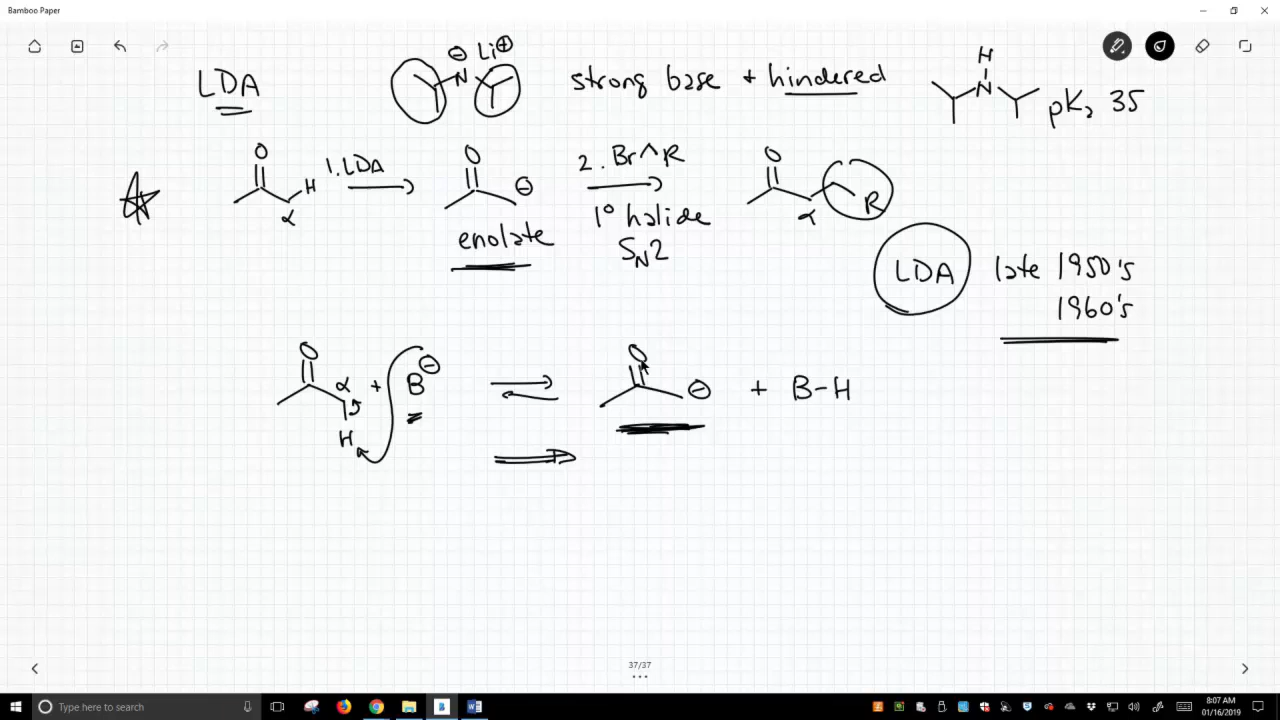 Bamboo Paper
LDA
⊖ Li⊕
N
strong base + hindered
H
N
pKa 35
O
H
α
1. LDA
O
⊖
enolate
2. Br^R
1° halide
SN2
O
α
R
LDA
late 1950's
1960's
O
α
H
+ B⊖
O
⊖
+ B-H
37/37
Type here to search
8:07 AM
01/16/2019